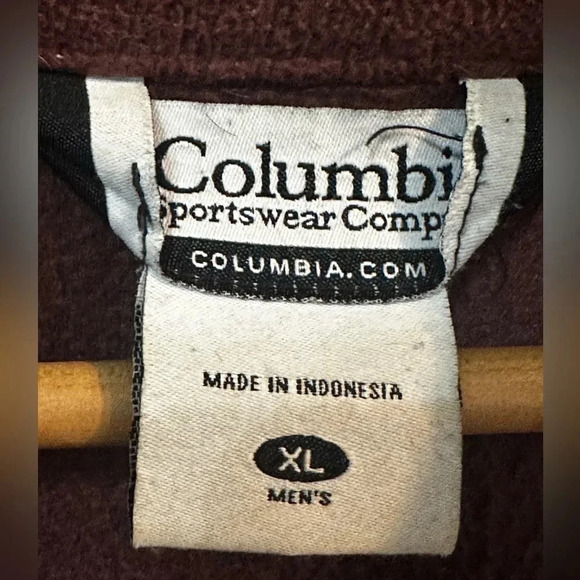 Columbi
Sportswear Comp
COLUMBIA.COM
MADE IN INDONESIA
XL
MEN'S